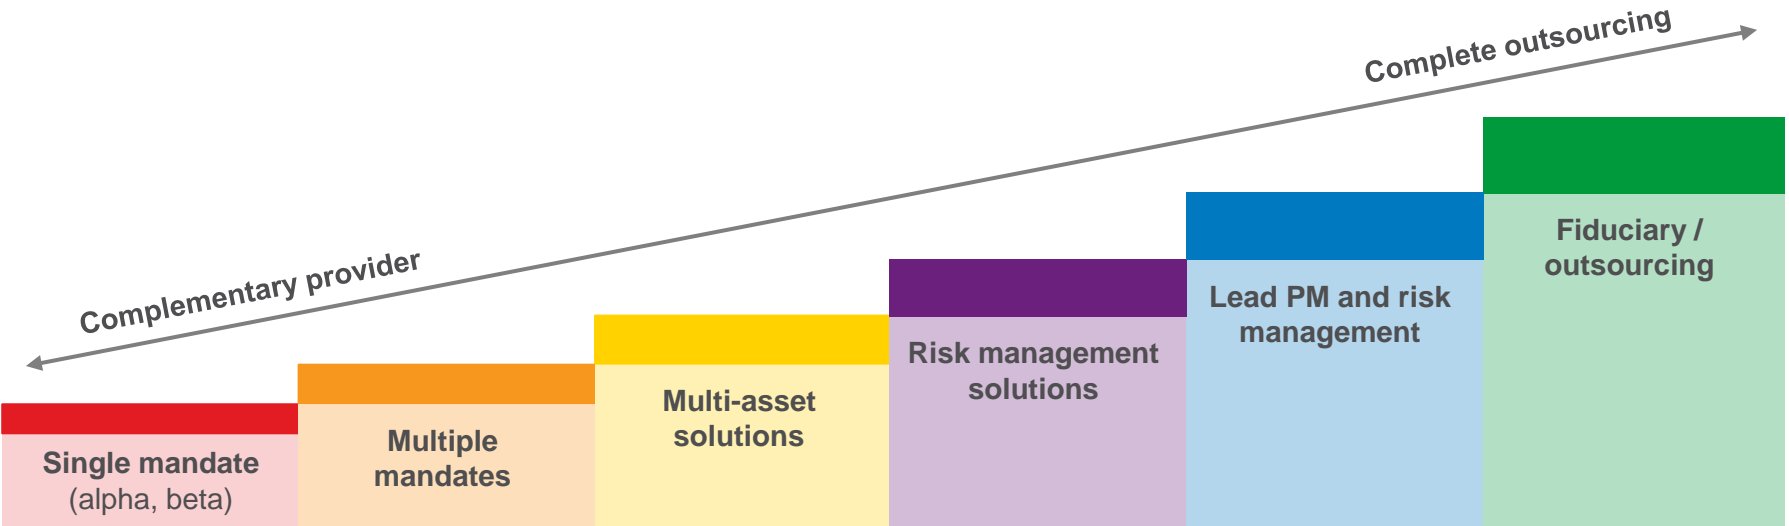 Complementary provider
Complete outsourcing
Single mandate
(alpha, beta)
Multiple
mandates
Multi-asset
solutions
Risk management
solutions
Lead PM and risk
management
Fiduciary /
outsourcing